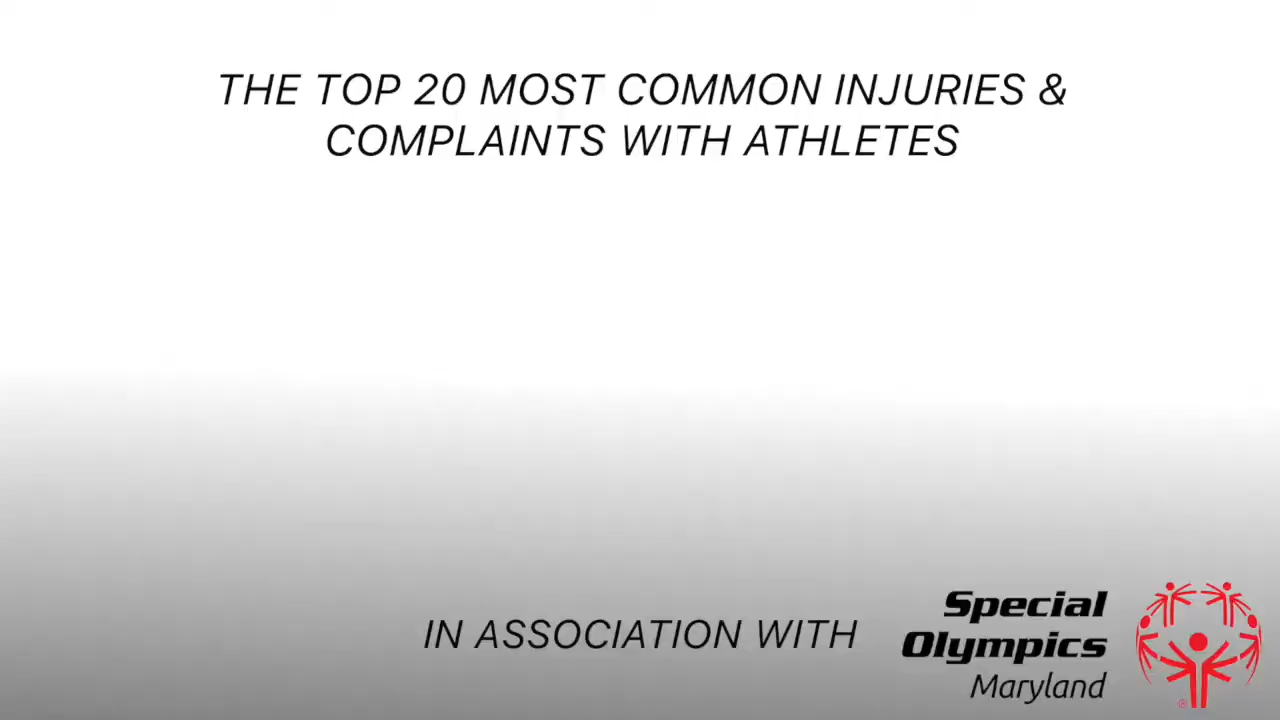 THE TOP 20 MOST COMMON INJURIES &
COMPLAINTS WITH ATHLETES
IN ASSOCIATION WITH
Special
Olympics
Maryland
®